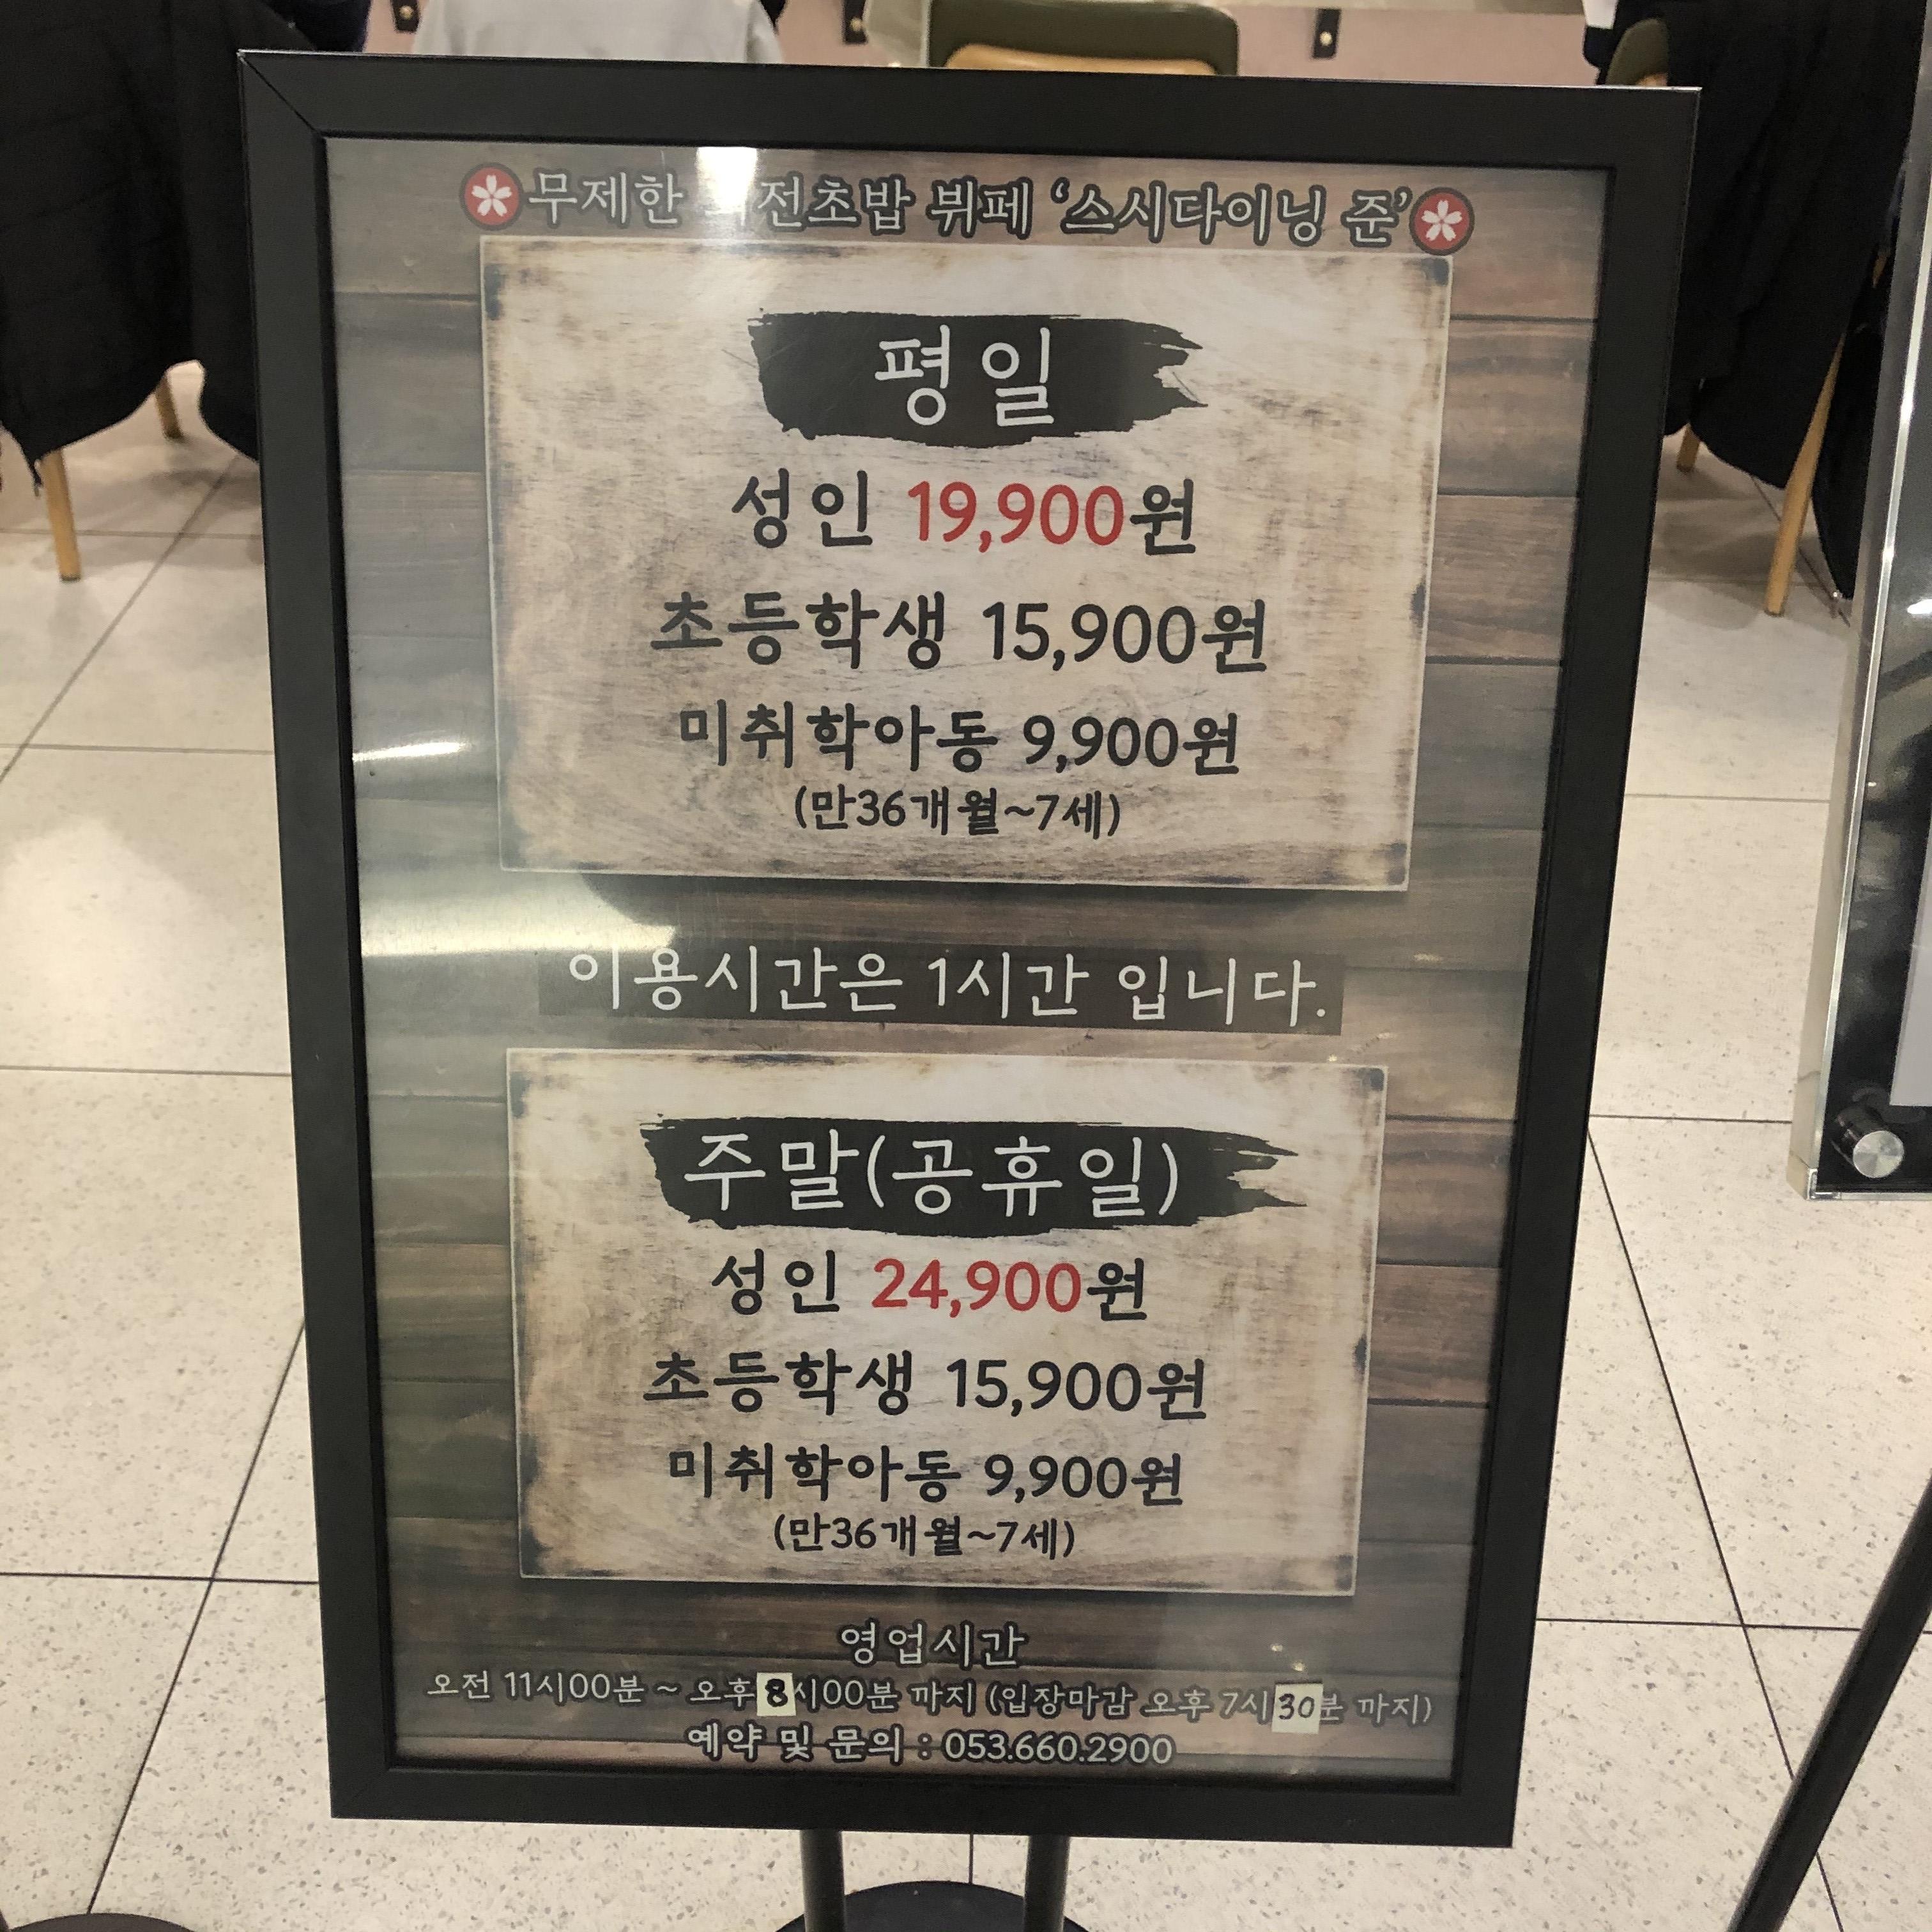 무제한 전초밥 뷔페 '스시다이닝 준'
평일
성인 19,900원
초등학생 15,900원
미취학아동 9,900원
(만36개월~7세)
이용시간은 1시간 입니다.
주말(공휴일)
성인 24,900원
초등학생 15,900원
미취학아동 9,900원
(만36개월~7세)
영업시간
오전 11시00분 ~ 오후 8시00분 까지 (입장마감 오후 7시 30분 까지)
예약 및 문의 : 053.660.2900